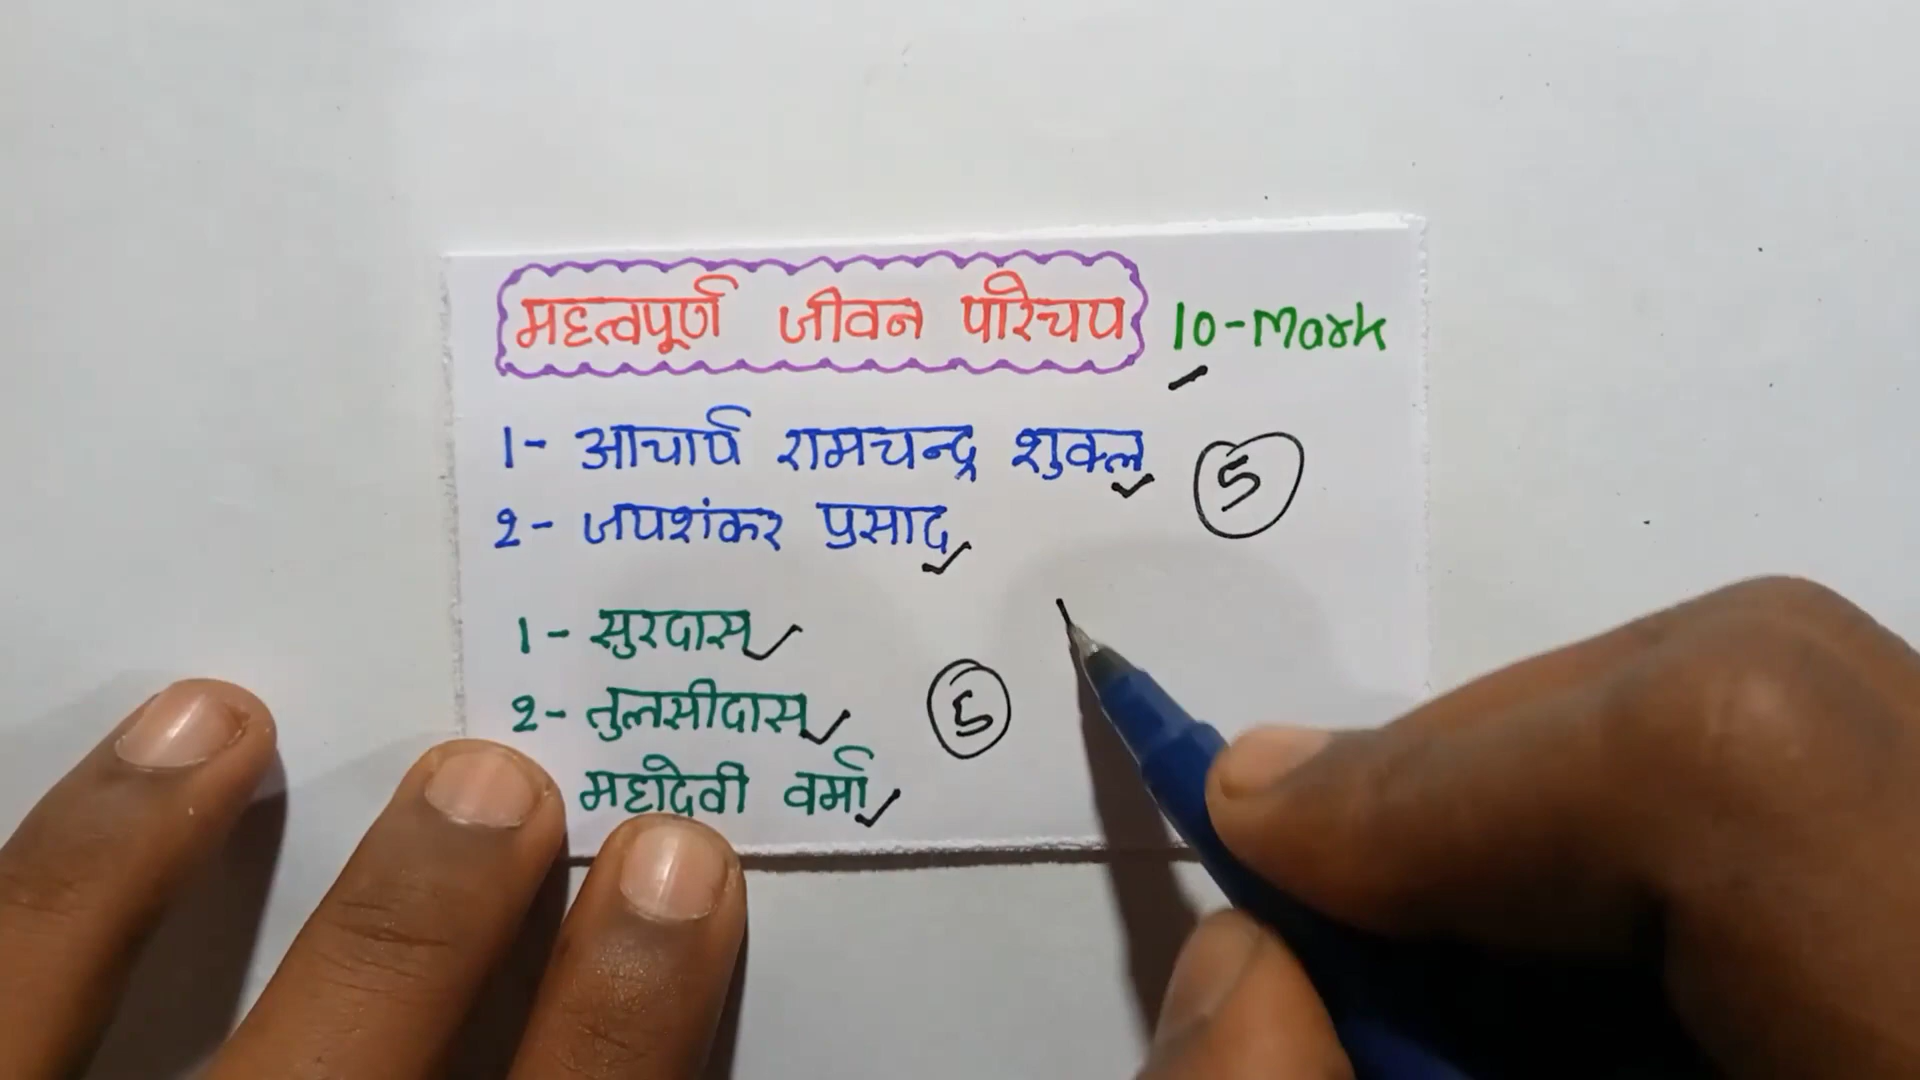 महत्वपूर्ण जीवन परिचय 10-Mark
1- आचार्य रामचन्द्र शुक्ल 5
2- जयशंकर प्रसाद
1- सुरदास
2- तुलसीदास 5
महादेवी वर्मा